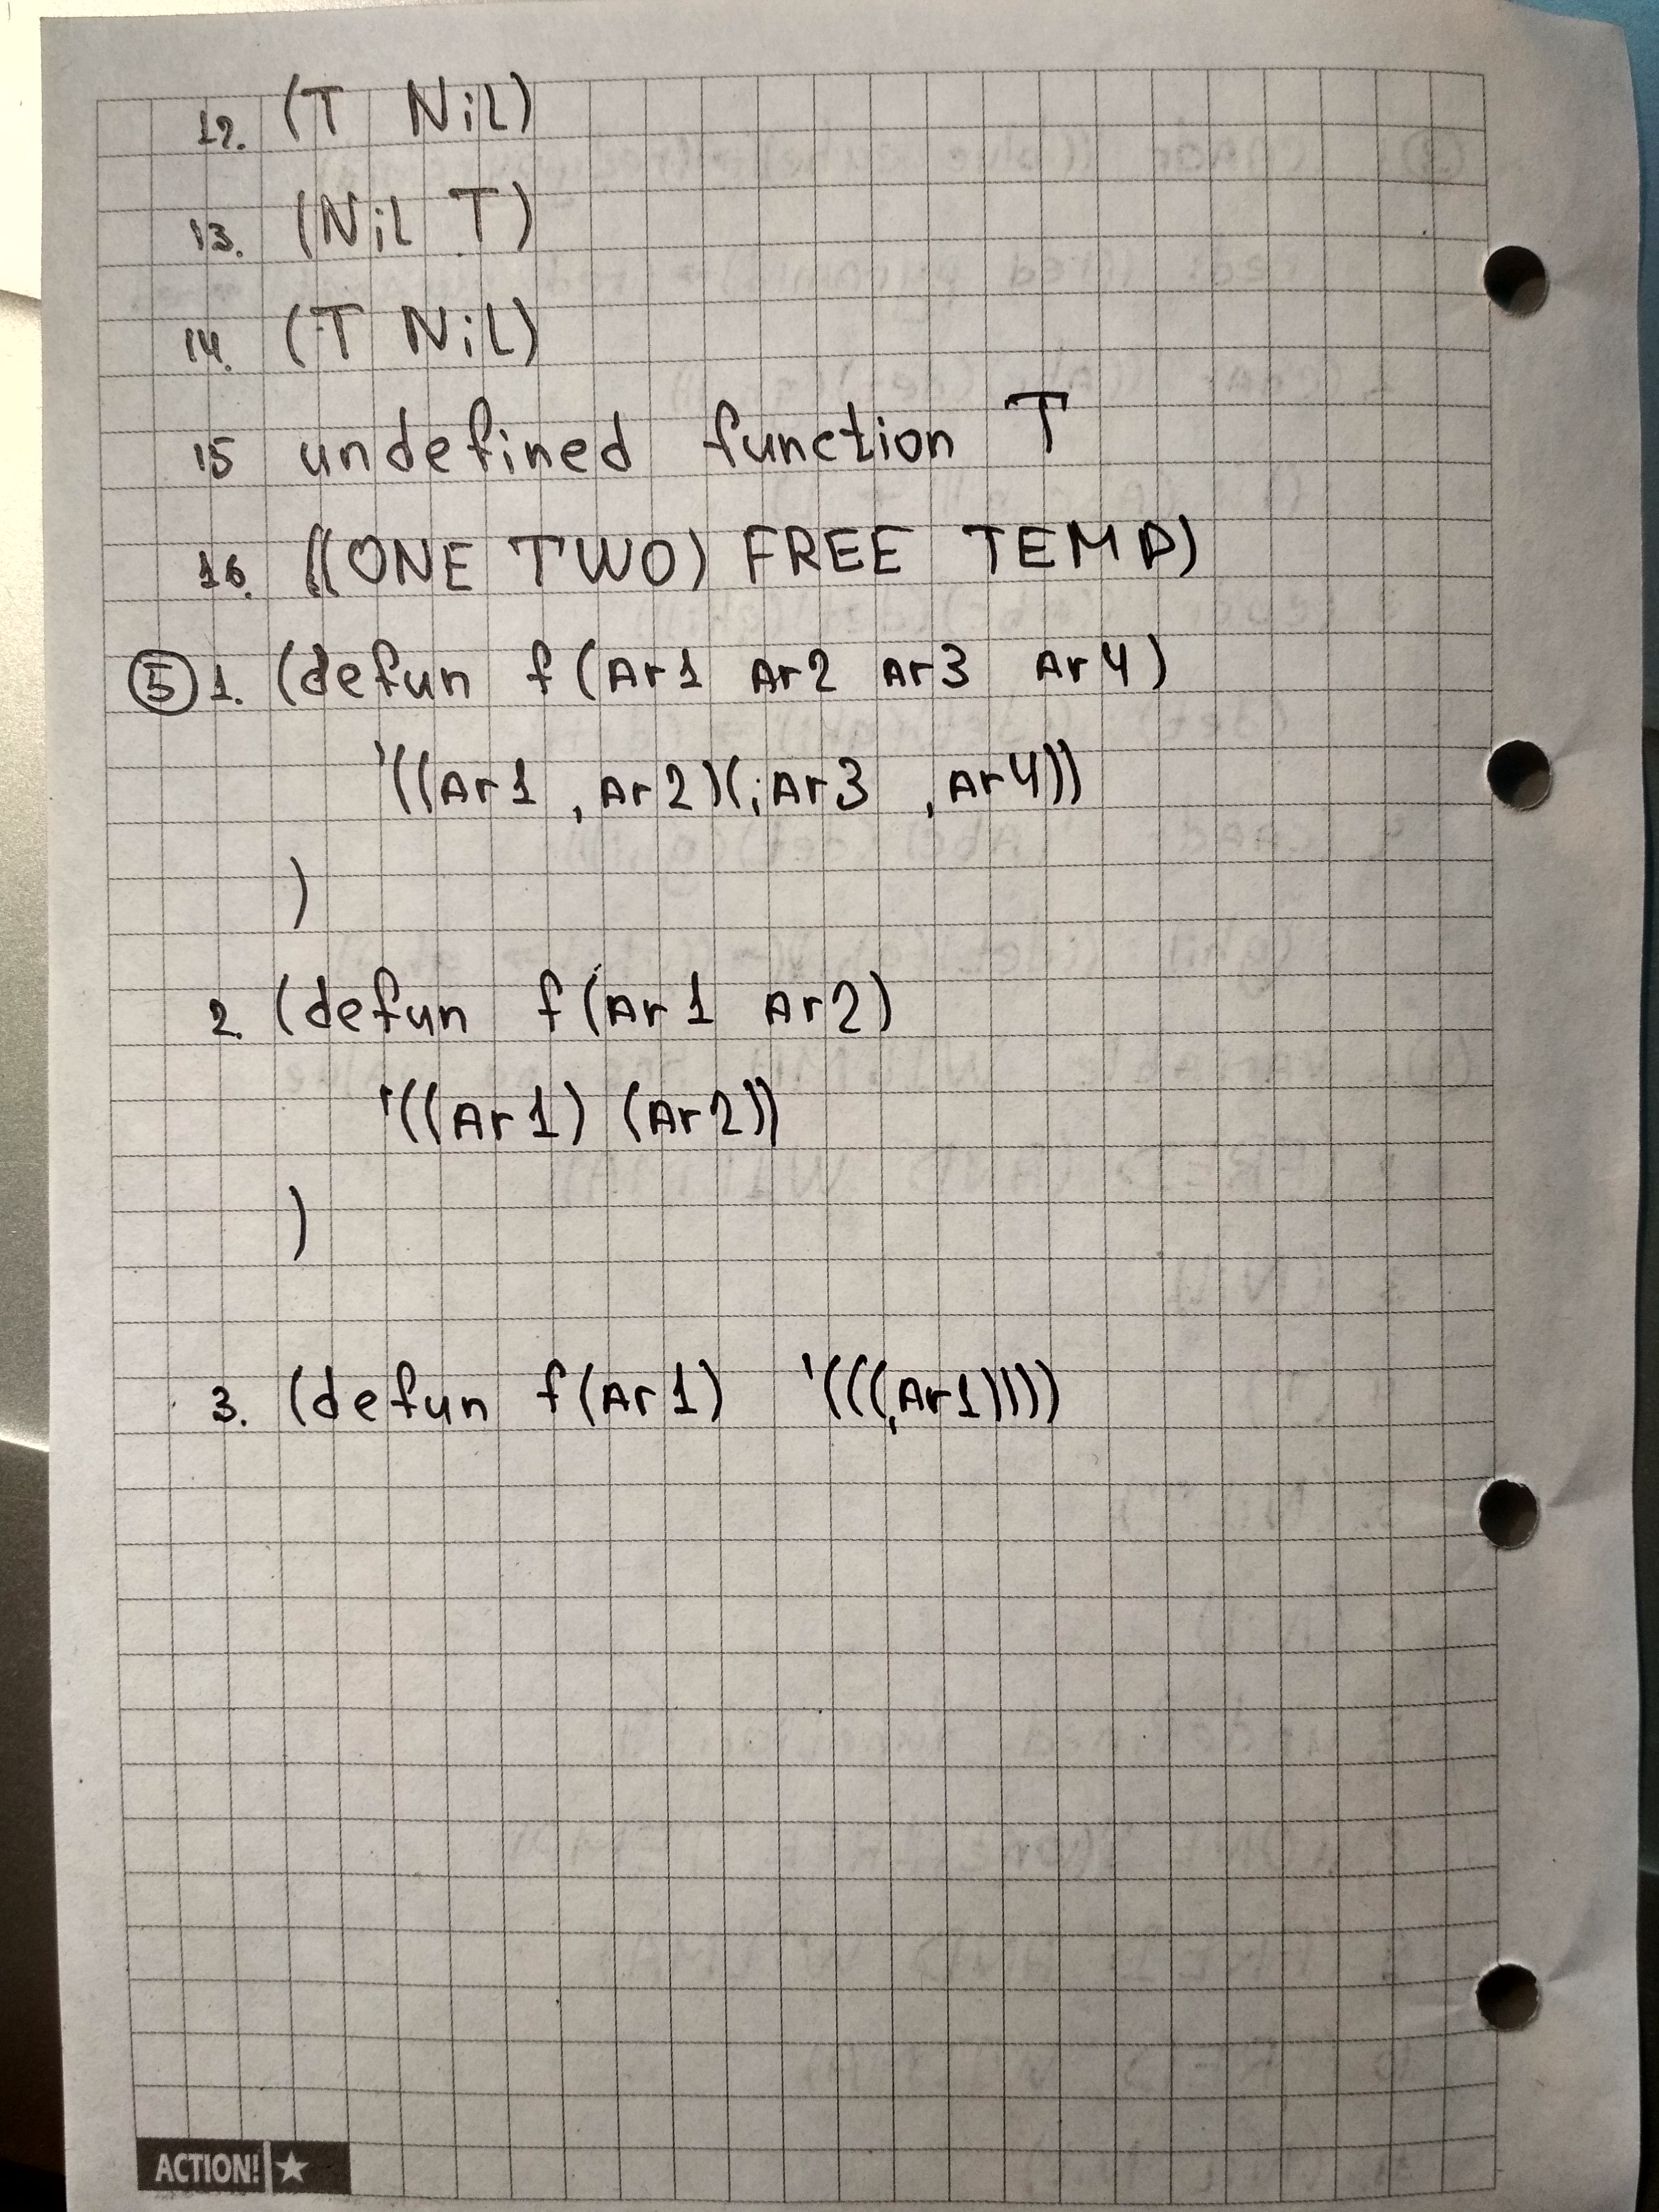 12. (T NiL)
13. (NiL T)
14. (T NiL)
15 undefined function T
16. ((ONE TWO) FREE TEMP)
5 1. (defun f(Ar1 Ar2 Ar3 Ar4)
'((Ar1 ,Ar2)(,Ar3 ,Ar4))
)
2. (defun f(Ar1 Ar2)
'((Ar1) (Ar2))
)
3. (defun f(Ar1) '(((,Ar1))))
ACTION!